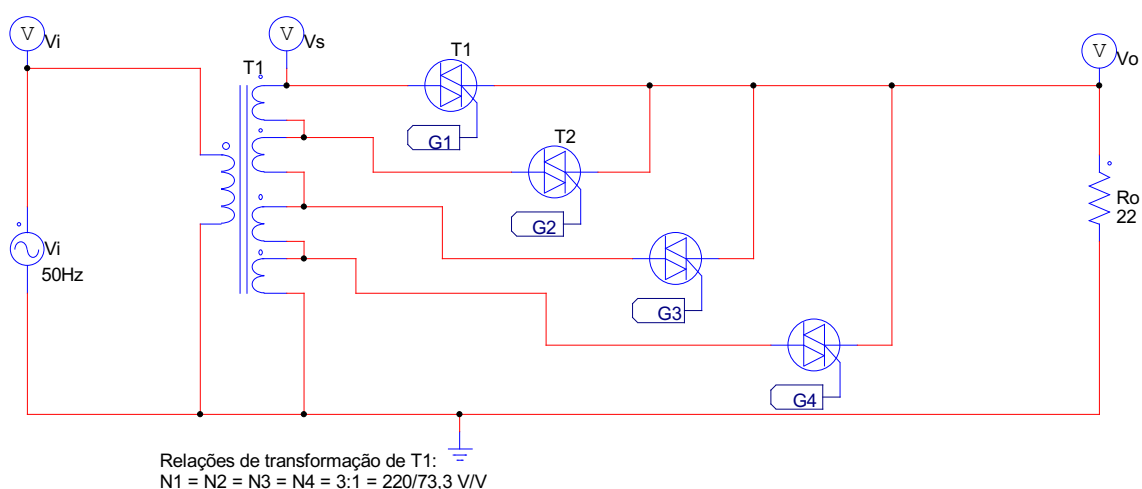 V Vi
V Vs
T1
T1
V Vo
G1
T2
G2
Ro
22
Vi
50Hz
G3
G4
Relações de transformação de T1:
N1 = N2 = N3 = N4 = 3:1 = 220/73,3 V/V